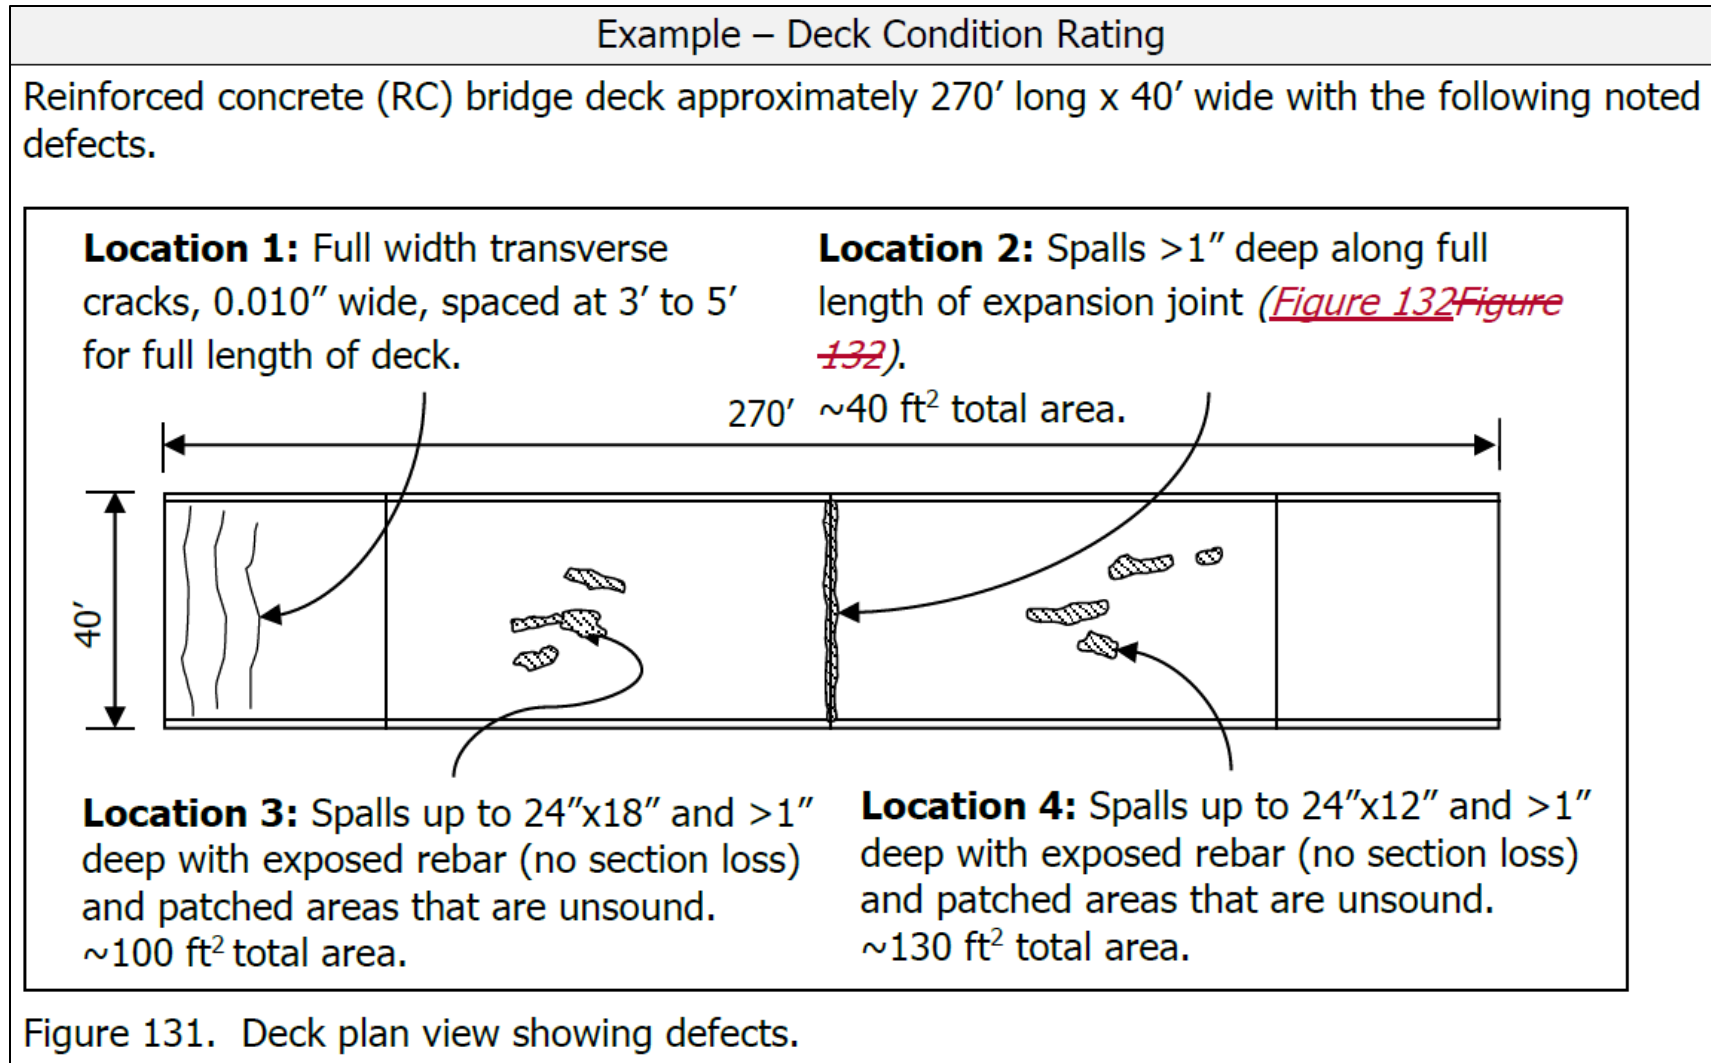 Example – Deck Condition Rating
Reinforced concrete (RC) bridge deck approximately 270’ long x 40’ wide with the following noted
defects.
Location 1: Full width transverse
cracks, 0.010” wide, spaced at 3’ to 5’
for full length of deck.
Location 2: Spalls >1” deep along full
length of expansion joint (Figure 132Figure
132).
~40 ft² total area.
270’
40’
Location 3: Spalls up to 24”x18” and >1”
deep with exposed rebar (no section loss)
and patched areas that are unsound.
~100 ft² total area.
Location 4: Spalls up to 24”x12” and >1”
deep with exposed rebar (no section loss)
and patched areas that are unsound.
~130 ft² total area.
Figure 131. Deck plan view showing defects.